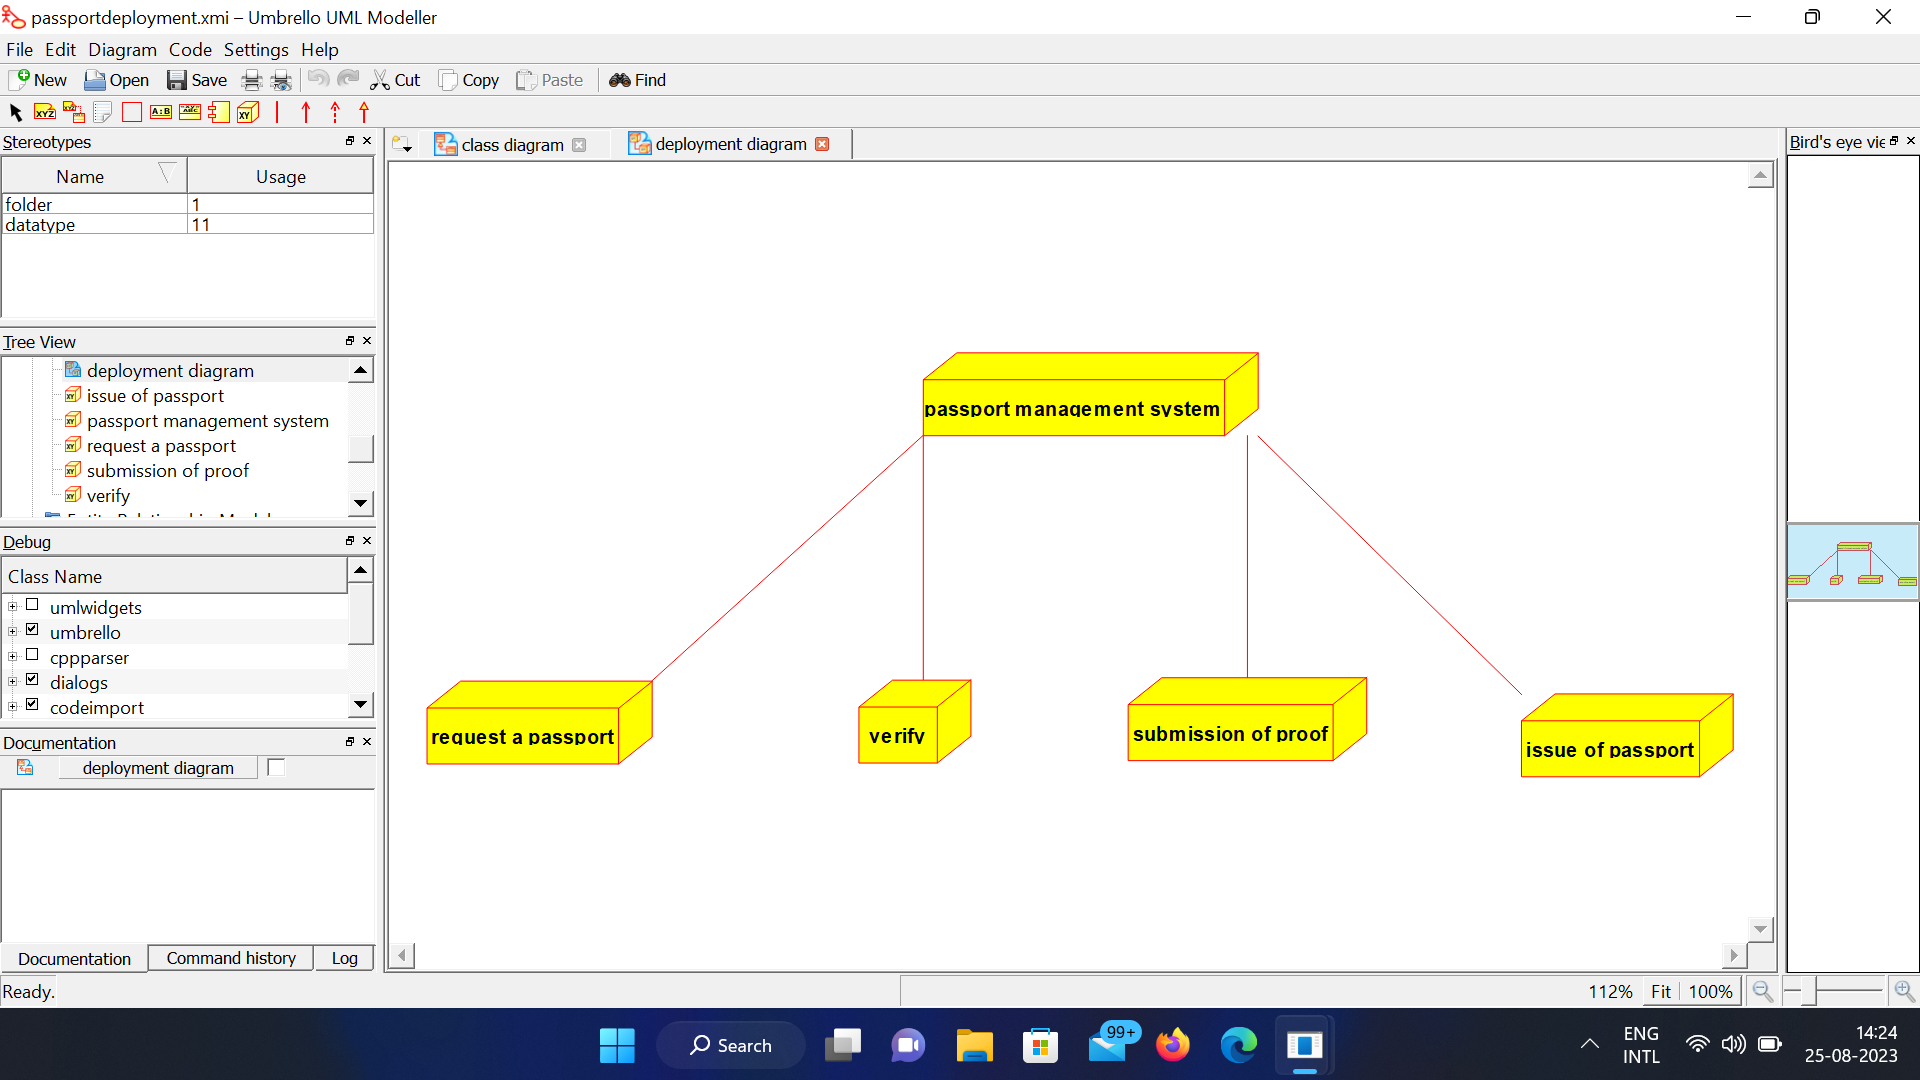 passportdeployment.xmi – Umbrello UML Modeller
File Edit Diagram Code Settings Help
New Open Save Cut Copy Paste Find
XYZ XYZ A:B ABC XY
Stereotypes
Name Usage
folder 1
datatype 11
Tree View
deployment diagram
issue of passport
passport management system
request a passport
submission of proof
verify
Debug
Class Name
umlwidgets
umbrello
cppparser
dialogs
codeimport
Documentation
deployment diagram
Documentation Command history Log
class diagram deployment diagram
passport management system
request a passport
verify
submission of proof
issue of passport
Bird's eye vie
Ready.
112% Fit 100%
Search
99+
ENG
INTL
14:24
25-08-2023